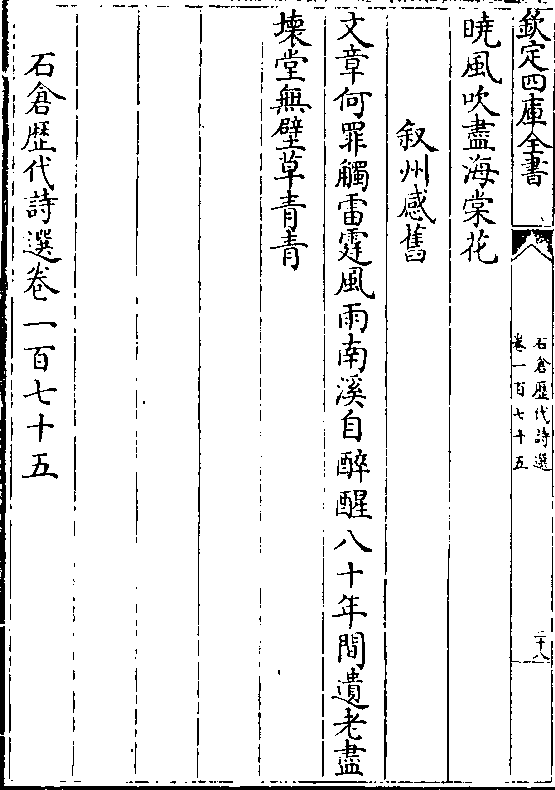 欽定四庫全書
石倉歴代詩選
卷一百七十五
二十八
曉風吹盡海棠花
叙州感舊
文章何罪觸雷霆風雨南溪自醉醒八十年間遺老盡
壊堂無壁草青青
石倉歴代詩選卷一百七十五